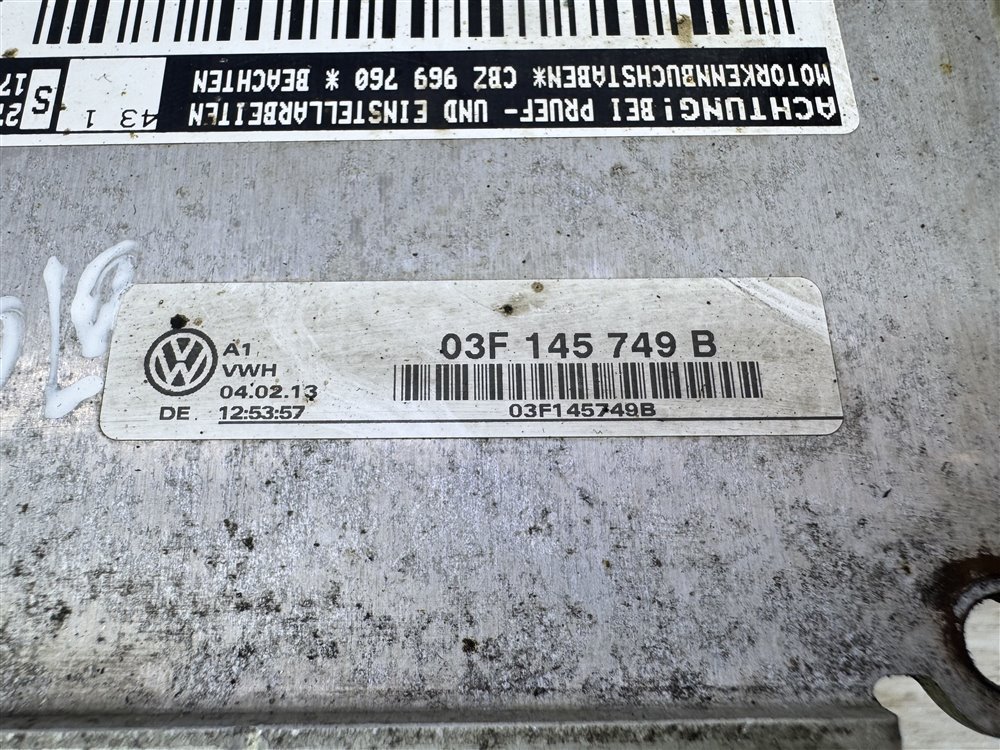 ACHTUNG! BEI PRUEF- UND EINSTELLARBEITEN
MOTORKENNBUCHSTABEN* CBZ 969 760 * BEACHTEN
43 1
S
17
A1
VWH
04.02.13
DE 12:53:57
03F 145 749 B
03F145749B